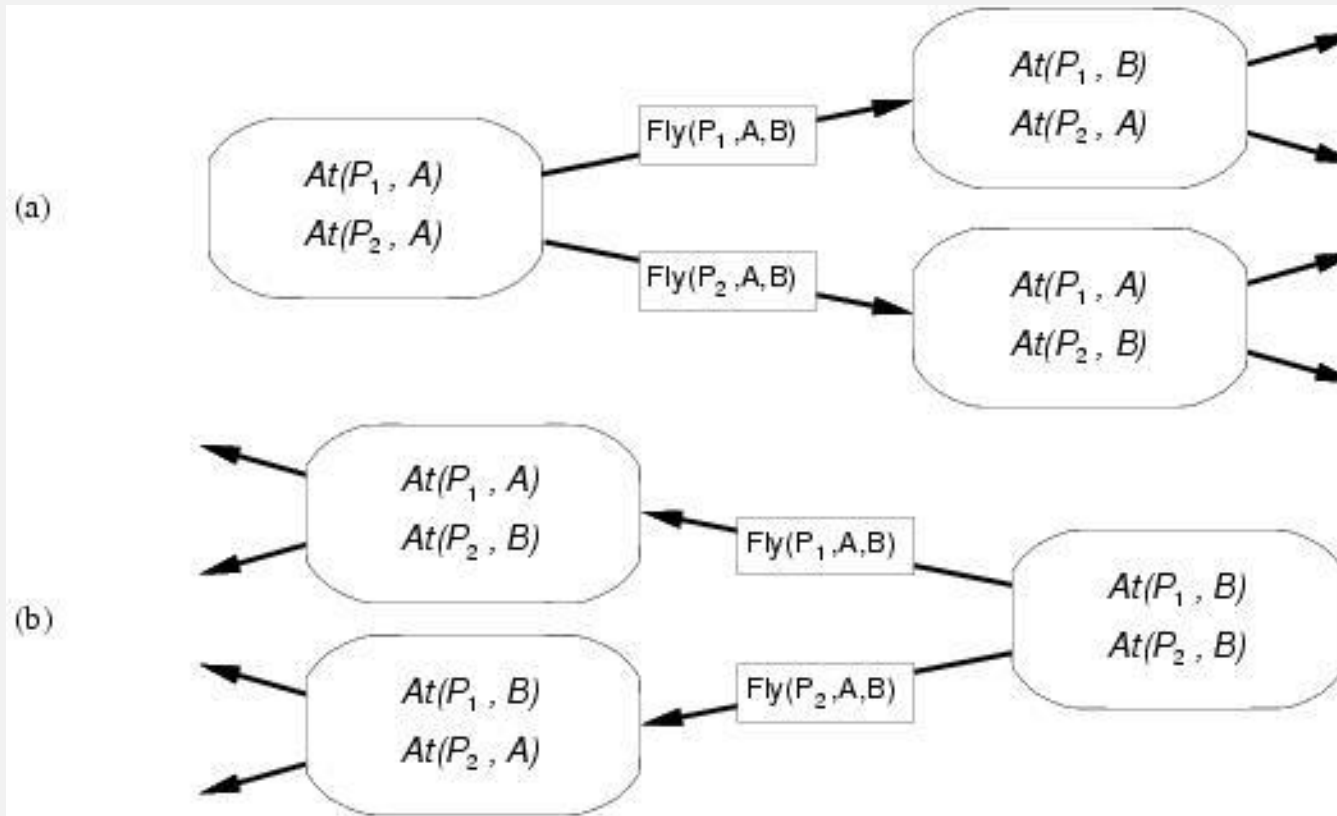 (a)
At(P₁ , A)
At(P₂ , A)
Fly(P₁ ,A,B)
Fly(P₂ ,A,B)
At(P₁ , B)
At(P₂ , A)
At(P₁ , A)
At(P₂ , B)
(b)
At(P₁ , A)
At(P₂ , B)
At(P₁ , B)
At(P₂ , A)
Fly(P₁ ,A,B)
Fly(P₂ ,A,B)
At(P₁ , B)
At(P₂ , B)